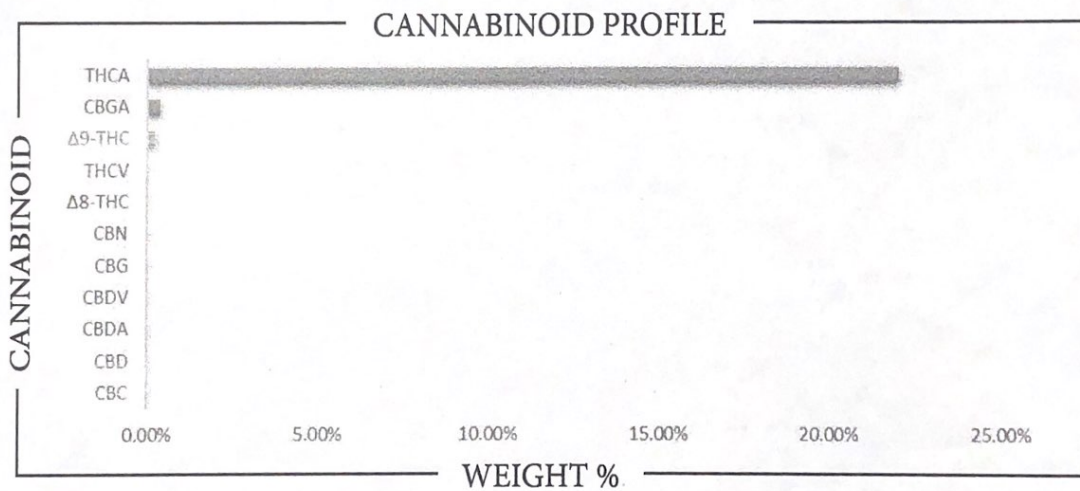 CANNABINOID PROFILE
CANNABINOID
THCA
CBGA
Δ9-THC
THCV
Δ8-THC
CBN
CBG
CBDV
CBDA
CBD
CBC
0.00% 5.00% 10.00% 15.00% 20.00% 25.00%
WEIGHT %